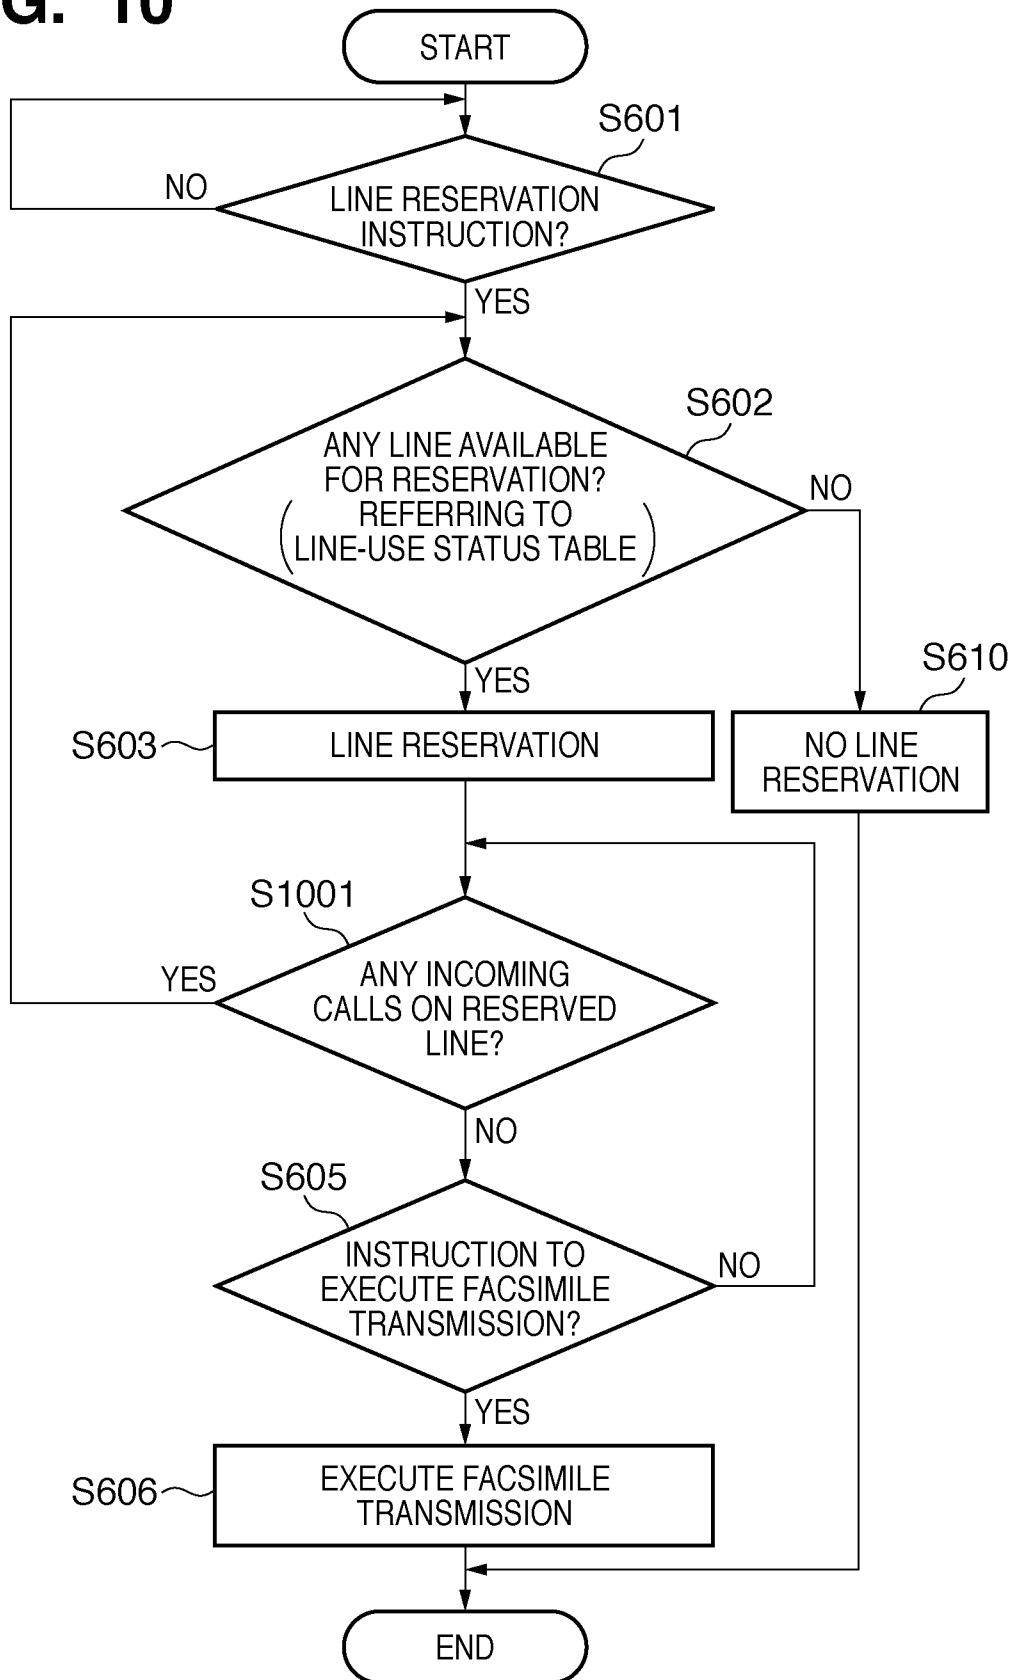 G. 10
START
S601
NO
LINE RESERVATION
INSTRUCTION?
YES
S602
ANY LINE AVAILABLE
FOR RESERVATION?
NO
(REFERRING TO
LINE-USE STATUS TABLE)
S610
YES
S603
LINE RESERVATION
NO LINE
RESERVATION
S1001
YES
ANY INCOMING
CALLS ON RESERVED
LINE?
NO
S605
INSTRUCTION TO
EXECUTE FACSIMILE
TRANSMISSION?
NO
YES
S606
EXECUTE FACSIMILE
TRANSMISSION
END